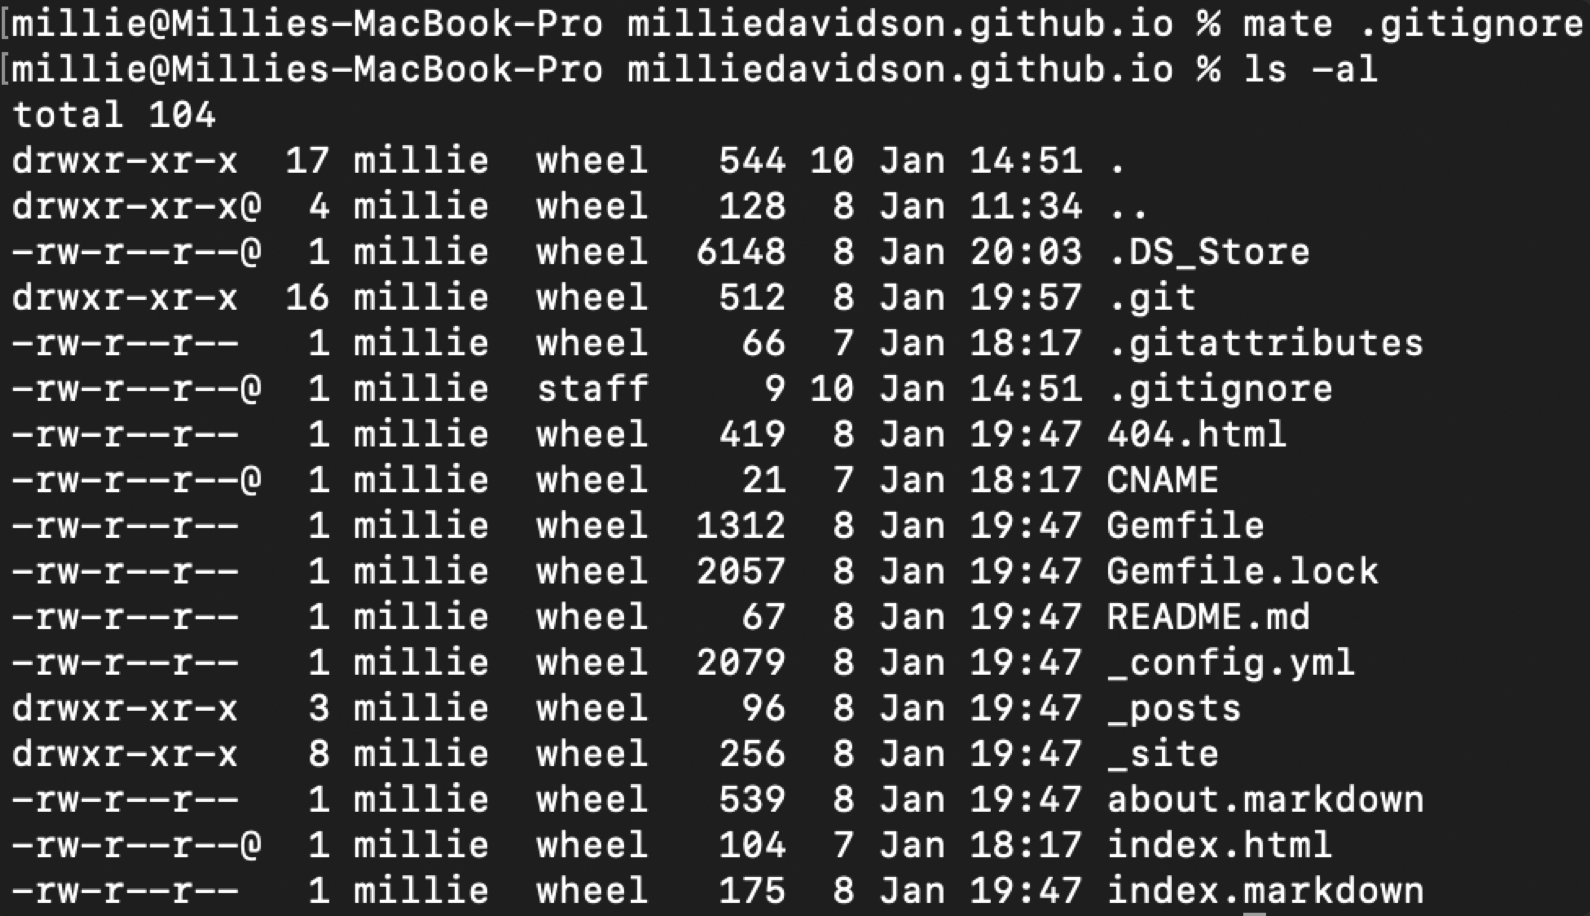 [millie@Millies-MacBook-Pro milliedavidson.github.io % mate .gitignore
[millie@Millies-MacBook-Pro milliedavidson.github.io % ls -al
total 104
drwxr-xr-x  17 millie  wheel   544 10 Jan 14:51 .
drwxr-xr-x@  4 millie  wheel   128  8 Jan 11:34 ..
-rw-r--r--@  1 millie  wheel  6148  8 Jan 20:03 .DS_Store
drwxr-xr-x  16 millie  wheel   512  8 Jan 19:57 .git
-rw-r--r--   1 millie  wheel    66  7 Jan 18:17 .gitattributes
-rw-r--r--@  1 millie  staff     9 10 Jan 14:51 .gitignore
-rw-r--r--   1 millie  wheel   419  8 Jan 19:47 404.html
-rw-r--r--@  1 millie  wheel    21  7 Jan 18:17 CNAME
-rw-r--r--   1 millie  wheel  1312  8 Jan 19:47 Gemfile
-rw-r--r--   1 millie  wheel  2057  8 Jan 19:47 Gemfile.lock
-rw-r--r--   1 millie  wheel    67  8 Jan 19:47 README.md
-rw-r--r--   1 millie  wheel  2079  8 Jan 19:47 _config.yml
drwxr-xr-x   3 millie  wheel    96  8 Jan 19:47 _posts
drwxr-xr-x   8 millie  wheel   256  8 Jan 19:47 _site
-rw-r--r--   1 millie  wheel   539  8 Jan 19:47 about.markdown
-rw-r--r--@  1 millie  wheel   104  7 Jan 18:17 index.html
-rw-r--r--   1 millie  wheel   175  8 Jan 19:47 index.markdown